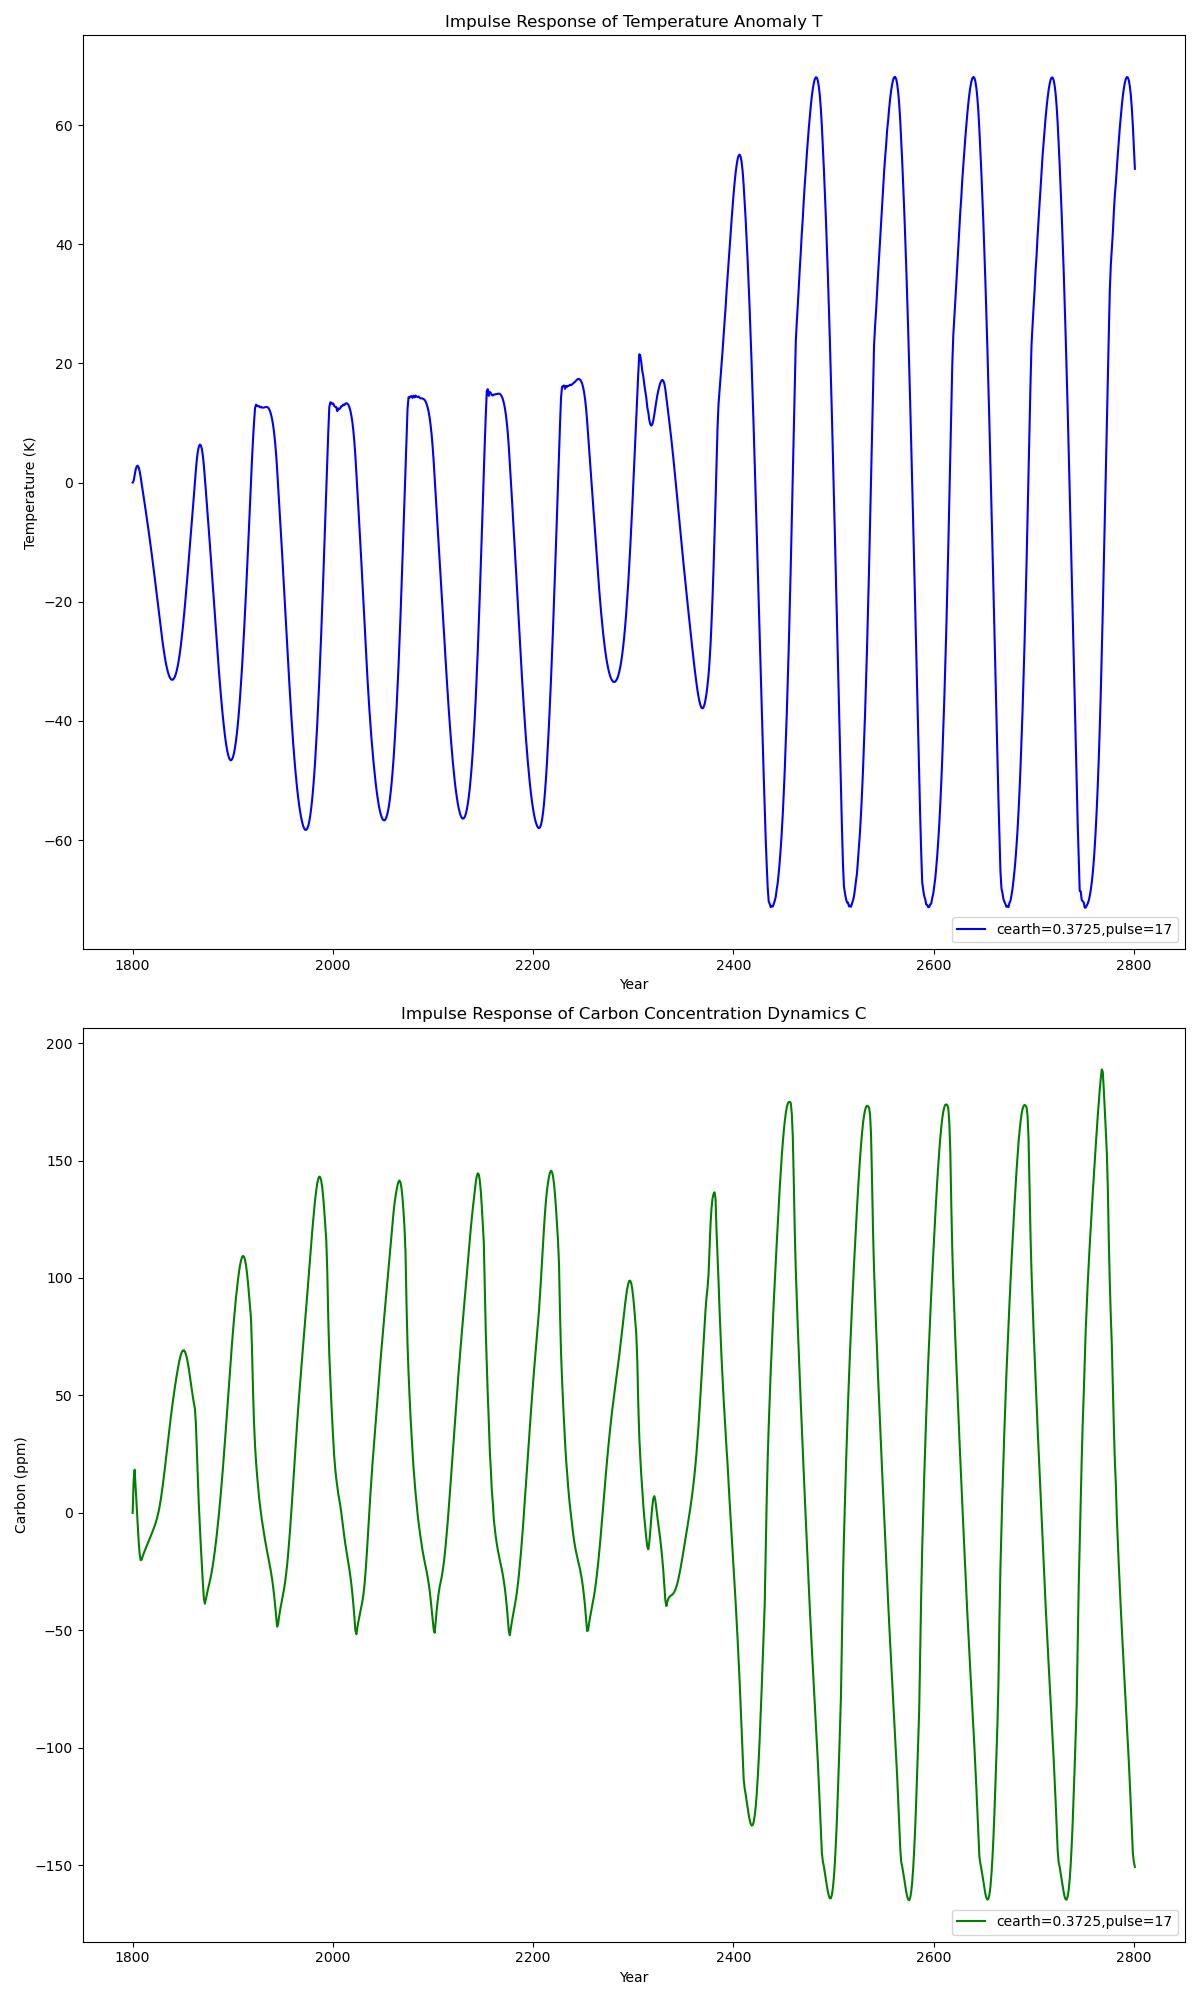 Impulse Response of Temperature Anomaly T
60
40
20
0
−20
−40
−60
Temperature (K)
cearth=0.3725,pulse=17
1800 2000 2200 2400 2600 2800
Year
Impulse Response of Carbon Concentration Dynamics C
200
150
100
50
0
−50
−100
−150
Carbon (ppm)
cearth=0.3725,pulse=17
1800 2000 2200 2400 2600 2800
Year